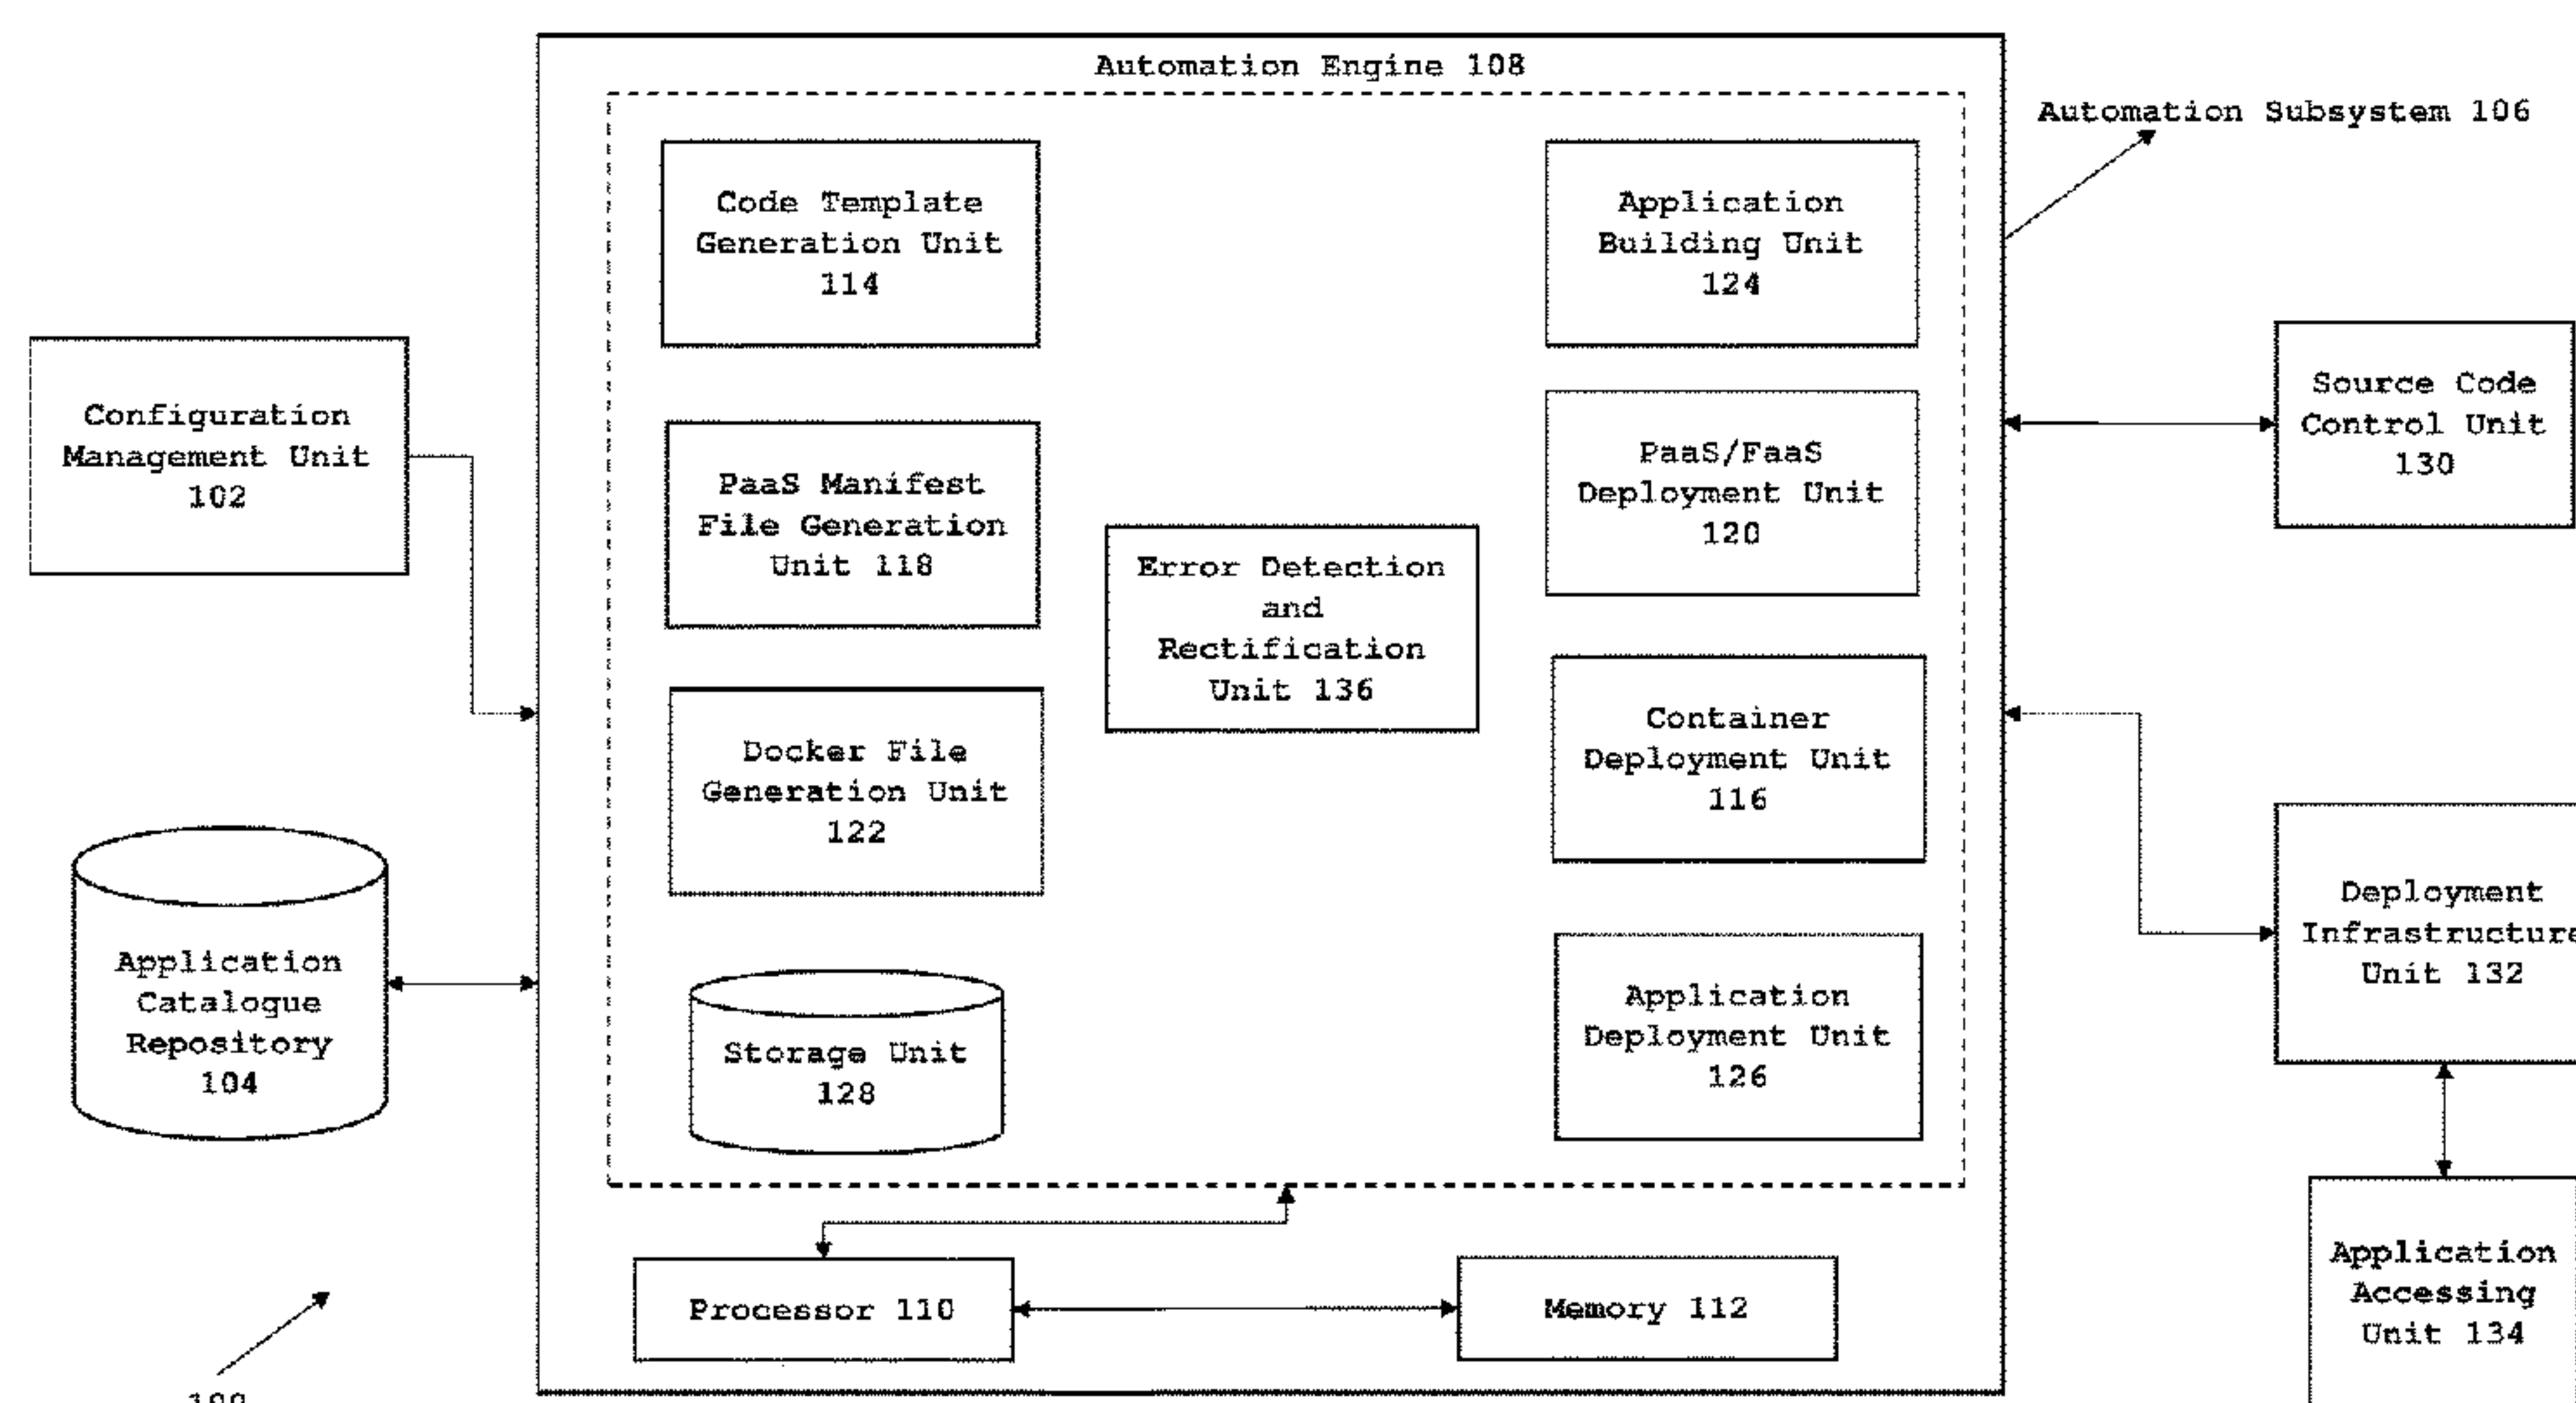 Automation Engine 108
Automation Subsystem 106
Code Template
Generation Unit
114
Application
Building Unit
124
Configuration
Management Unit
102
PaaS Manifest
File Generation
Unit 118
Error Detection
and
Rectification
Unit 136
PaaS/FaaS
Deployment Unit
120
Source Code
Control Unit
130
Docker File
Generation Unit
122
Container
Deployment Unit
116
Deployment
Infrastructure
Unit 132
Application
Catalogue
Repository
104
Storage Unit
128
Application
Deployment Unit
126
Processor 110
Memory 112
Application
Accessing
Unit 134